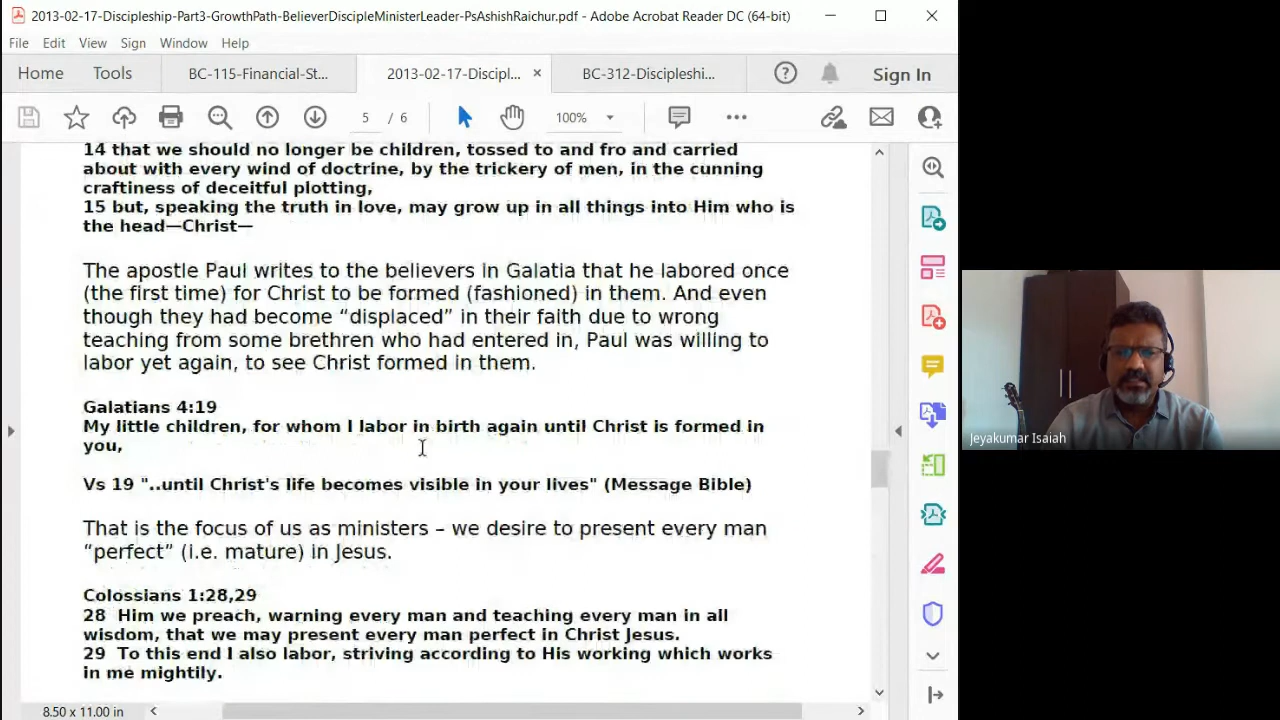 2013-02-17-Discipleship-Part3-GrowthPath-BelieverDiscipleMinisterLeader-PsAshishRaichur.pdf - Adobe Acrobat Reader DC (64-bit)
File Edit View Sign Window Help
Home Tools BC-115-Financial-St... 2013-02-17-Discipl... BC-312-Discipleshi... Sign In
5 / 6 100%
14 that we should no longer be children, tossed to and fro and carried
about with every wind of doctrine, by the trickery of men, in the cunning
craftiness of deceitful plotting,
15 but, speaking the truth in love, may grow up in all things into Him who is
the head—Christ—
The apostle Paul writes to the believers in Galatia that he labored once
(the first time) for Christ to be formed (fashioned) in them. And even
though they had become “displaced” in their faith due to wrong
teaching from some brethren who had entered in, Paul was willing to
labor yet again, to see Christ formed in them.
Galatians 4:19
My little children, for whom I labor in birth again until Christ is formed in
you,
Vs 19 "..until Christ's life becomes visible in your lives" (Message Bible)
That is the focus of us as ministers – we desire to present every man
“perfect” (i.e. mature) in Jesus.
Colossians 1:28,29
28 Him we preach, warning every man and teaching every man in all
wisdom, that we may present every man perfect in Christ Jesus.
29 To this end I also labor, striving according to His working which works
in me mightily.
8.50 x 11.00 in
Jeyakumar Isaiah